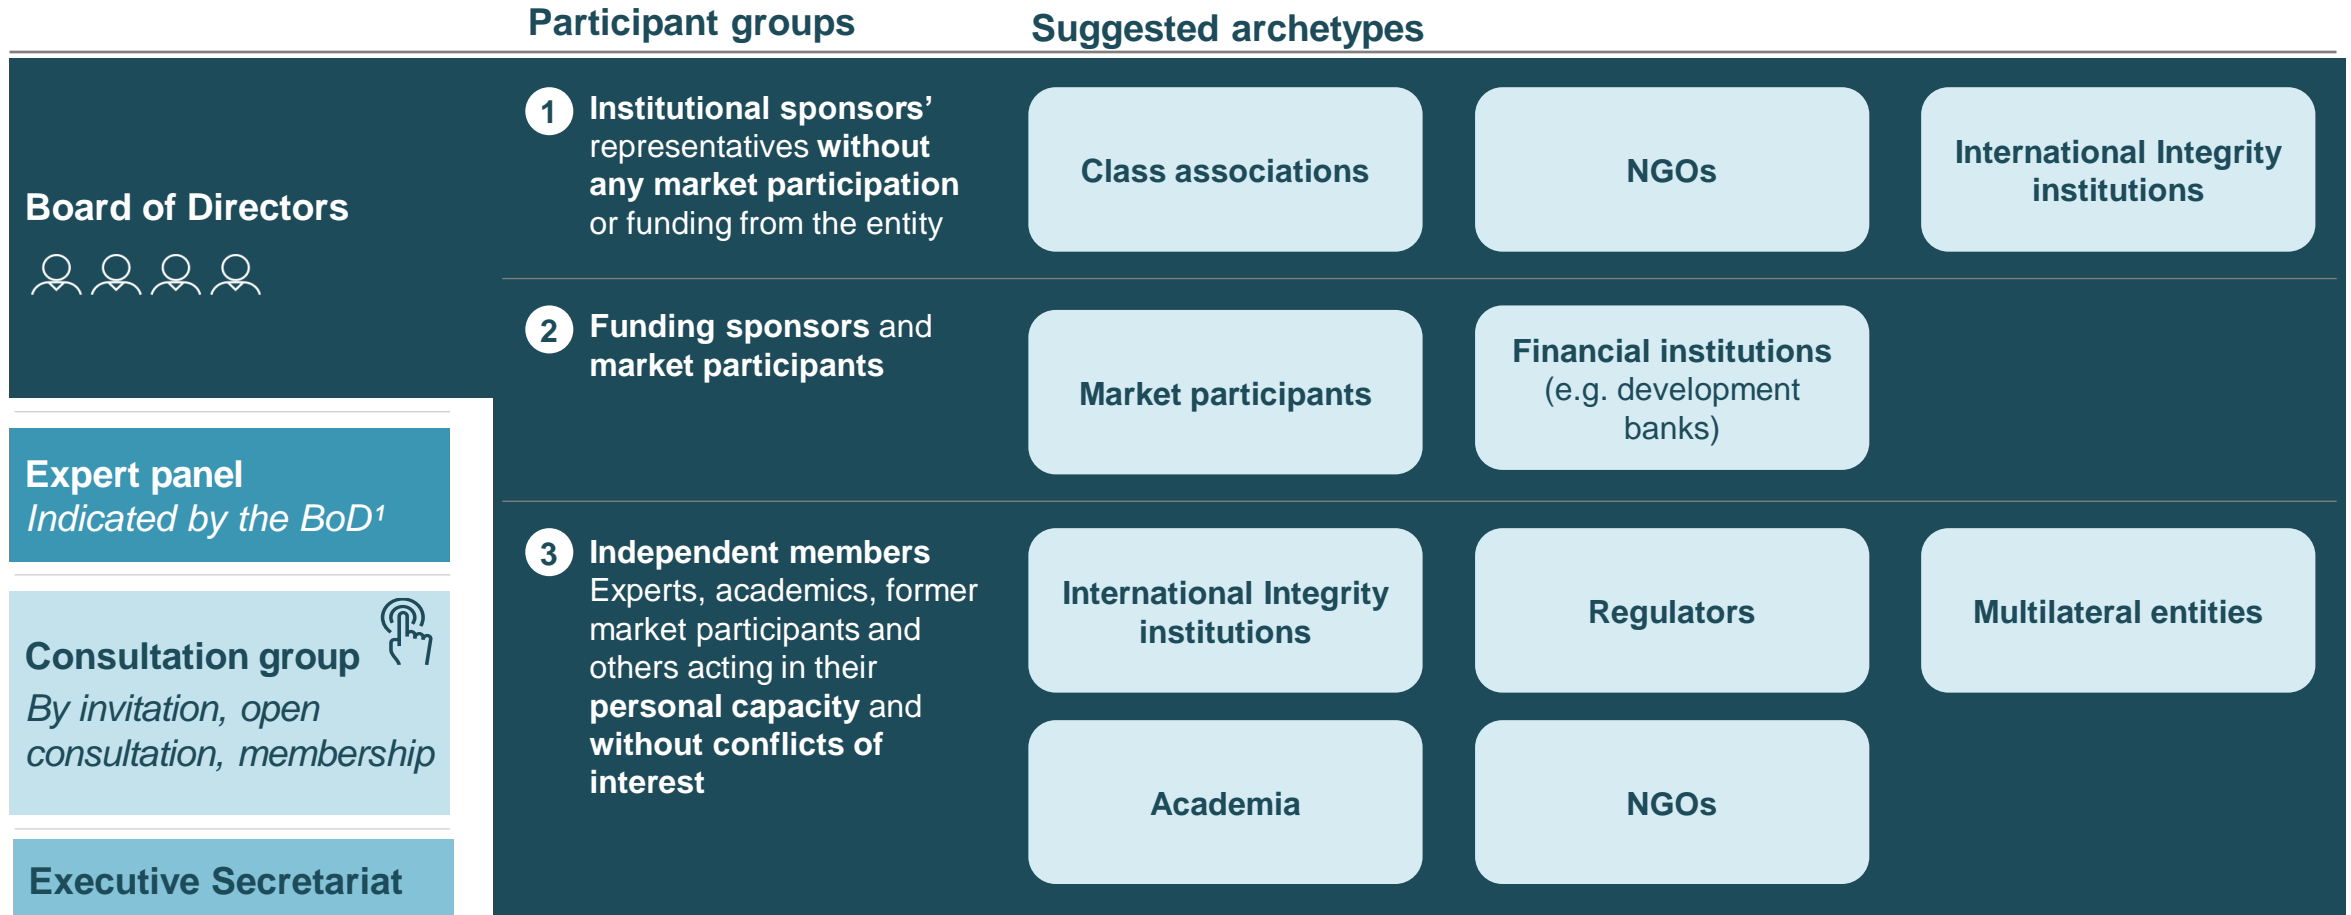 Participant groups
Suggested archetypes
Board of Directors
1
Institutional sponsors’
representatives without
any market participation
or funding from the entity
Class associations
NGOs
International Integrity
institutions
2
Funding sponsors and
market participants
Market participants
Financial institutions
(e.g. development
banks)
3
Independent members
Experts, academics, former
market participants and
others acting in their
personal capacity and
without conflicts of
interest
International Integrity
institutions
Regulators
Multilateral entities
Academia
NGOs
Expert panel
Indicated by the BoD¹
Consultation group
By invitation, open
consultation, membership
Executive Secretariat